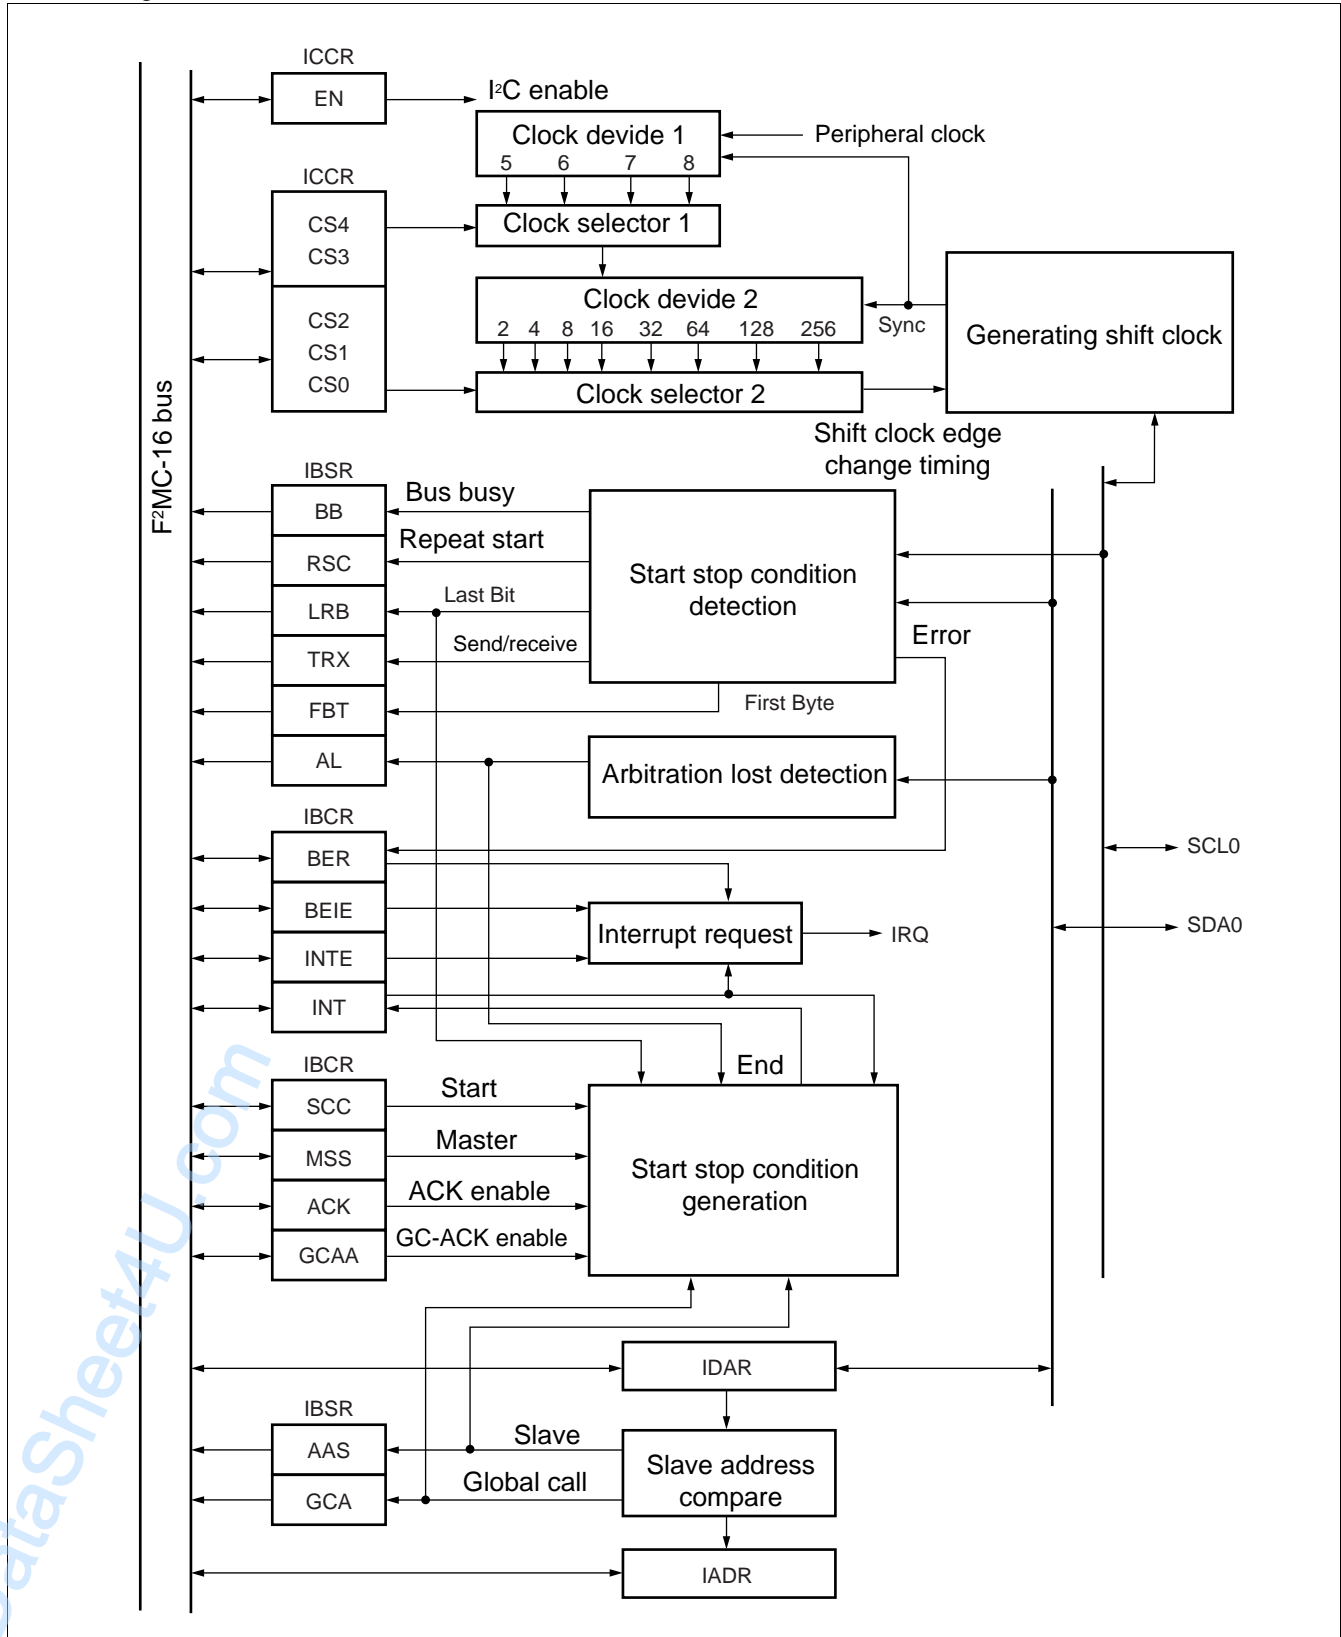 ICCR
EN
I²C enable
Clock devide 1
5 6 7 8
Peripheral clock
ICCR
CS4
CS3
Clock selector 1
CS2
CS1
CS0
Clock devide 2
2 4 8 16 32 64 128 256
Sync
Generating shift clock
Clock selector 2
Shift clock edge
change timing
F²MC-16 bus
IBSR
BB
Bus busy
RSC
Repeat start
LRB
Last Bit
TRX
Send/receive
FBT
First Byte
AL
Start stop condition
detection
Error
Arbitration lost detection
IBCR
BER
BEIE
INTE
INT
Interrupt request
IRQ
SCL0
SDA0
End
IBCR
SCC
Start
MSS
Master
ACK
ACK enable
GCAA
GC-ACK enable
Start stop condition
generation
IDAR
IBSR
AAS
Slave
GCA
Global call
Slave address
compare
IADR
DataSheet4U.com